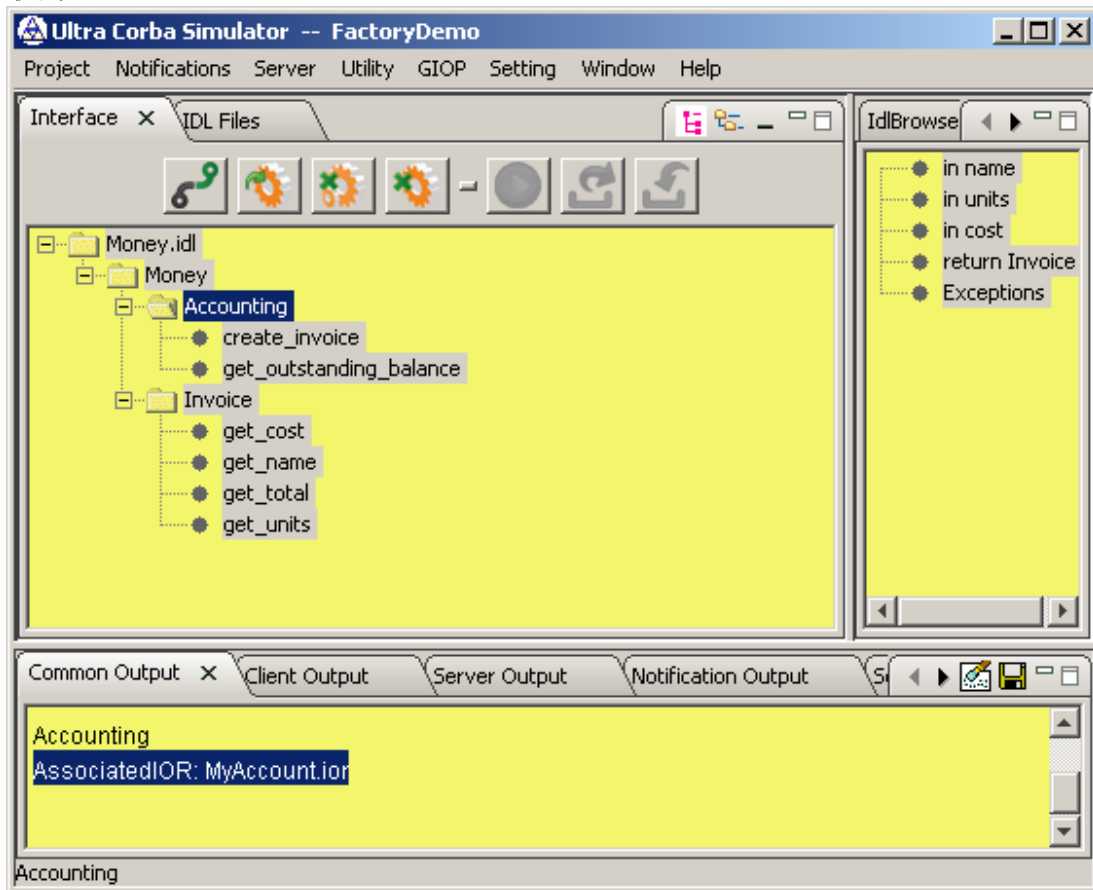 Ultra Corba Simulator -- FactoryDemo
Project Notifications Server Utility GIOP Setting Window Help
Interface IDL Files
IdlBrowse
Money.idl
Money
Accounting
create_invoice
get_outstanding_balance
Invoice
get_cost
get_name
get_total
get_units
in name
in units
in cost
return Invoice
Exceptions
Common Output Client Output Server Output Notification Output
Accounting
AssociatedIOR: MyAccount.ior
Accounting